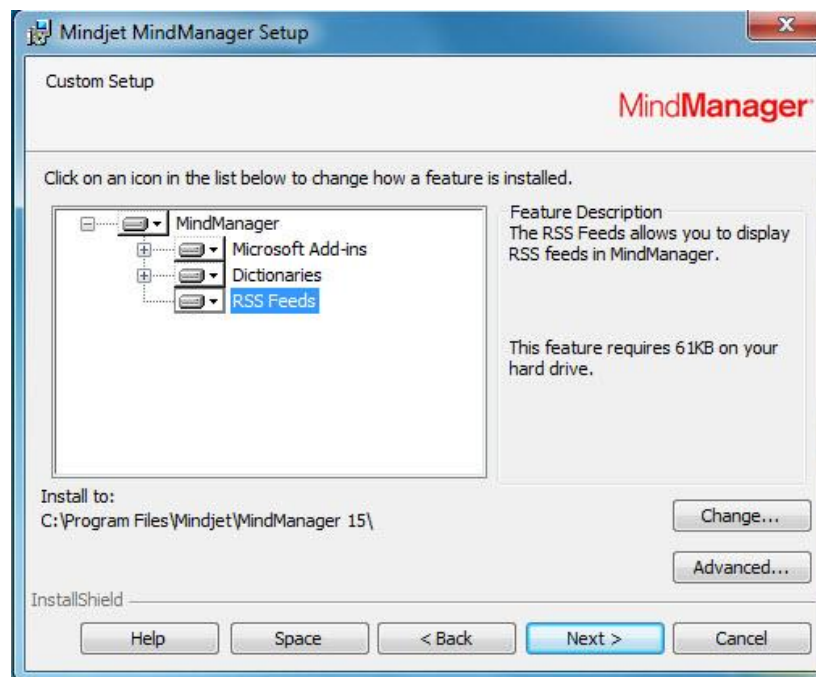 Mindjet MindManager Setup
Custom Setup
MindManager
Click on an icon in the list below to change how a feature is installed.
MindManager
Microsoft Add-ins
Dictionaries
RSS Feeds
Feature Description
The RSS Feeds allows you to display
RSS feeds in MindManager.
This feature requires 61KB on your
hard drive.
Install to:
C:\Program Files\Mindjet\MindManager 15\
Change...
Advanced...
InstallShield
Help
Space
< Back
Next >
Cancel